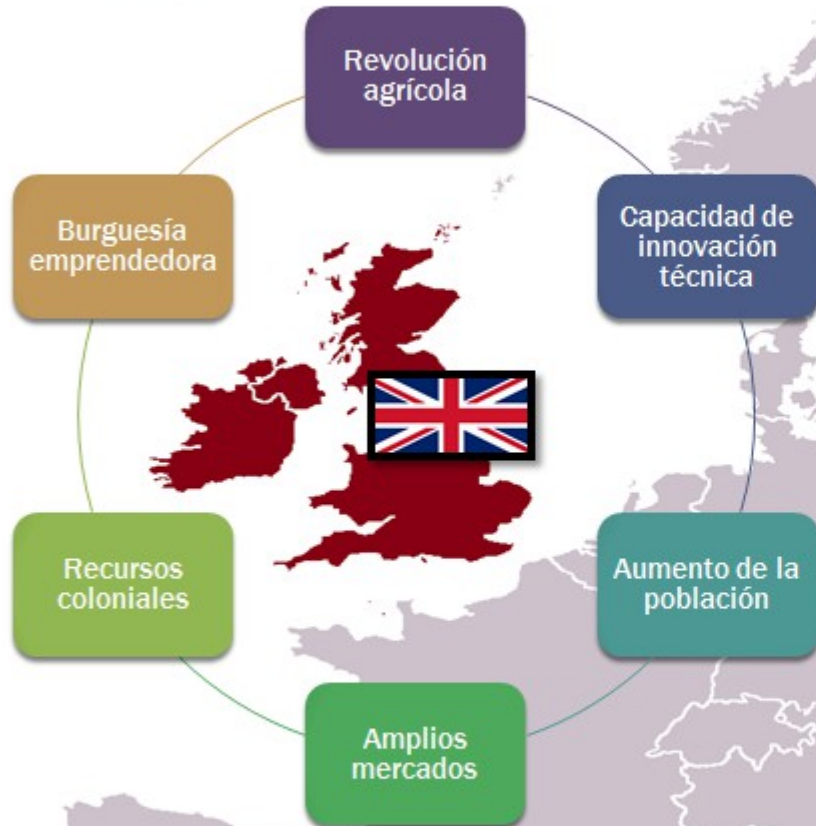 Revolución
agrícola
Capacidad de
innovación
técnica
Aumento de la
población
Amplios
mercados
Recursos
coloniales
Burguesía
emprendedora